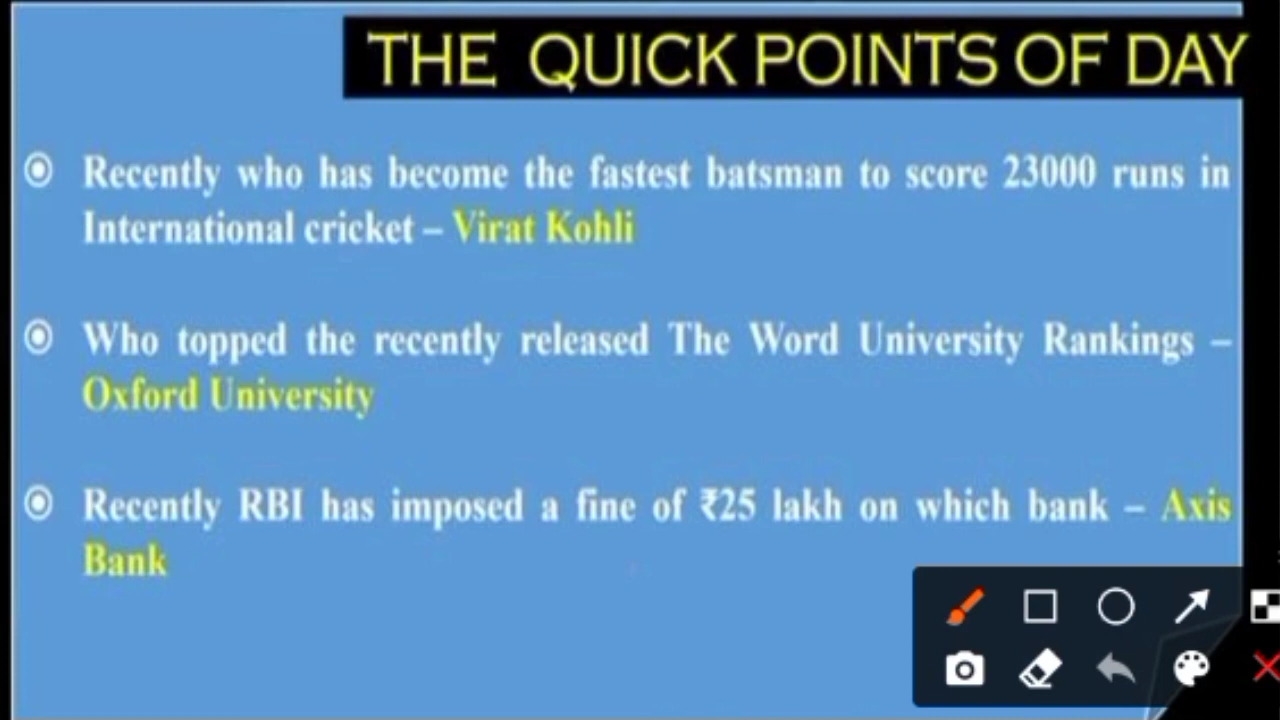 THE QUICK POINTS OF DAY
Recently who has become the fastest batsman to score 23000 runs in
International cricket – Virat Kohli
Who topped the recently released The Word University Rankings –
Oxford University
Recently RBI has imposed a fine of ₹25 lakh on which bank – Axis
Bank